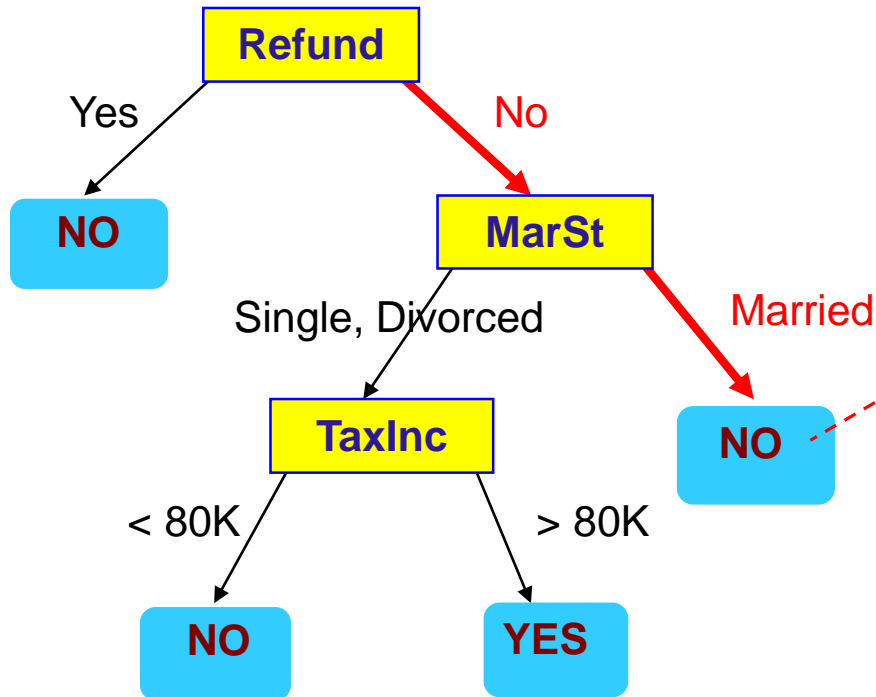 Refund
Yes
No
NO
MarSt
Single, Divorced
Married
TaxInc
NO
< 80K
> 80K
NO
YES